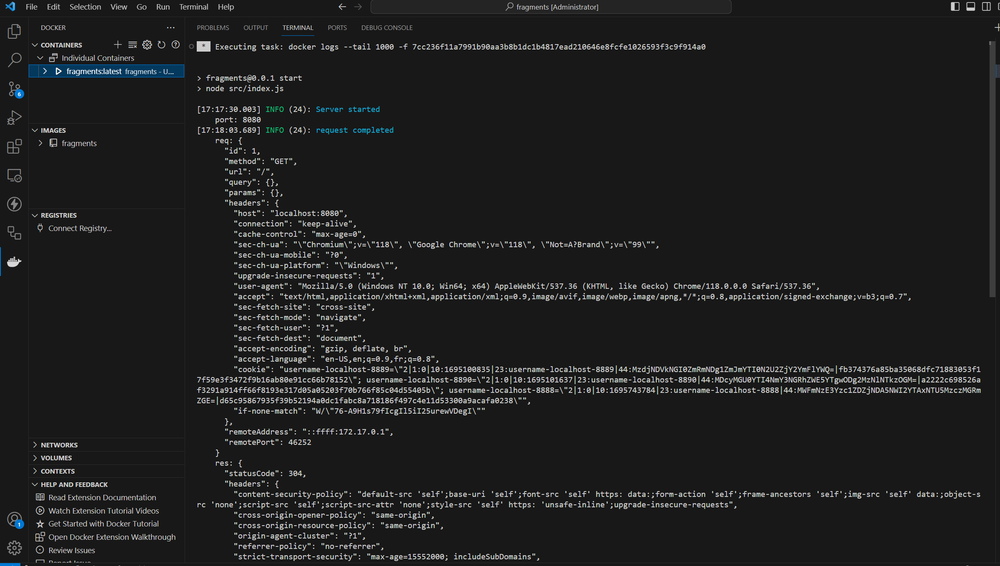 File Edit Selection View Go Run Terminal Help
fragments [Administrator]
DOCKER
CONTAINERS
Individual Containers
fragments:latest fragments - U...
6
IMAGES
fragments
REGISTRIES
Connect Registry...
NETWORKS
VOLUMES
CONTEXTS
HELP AND FEEDBACK
Read Extension Documentation
Watch Extension Tutorial Videos
Get Started with Docker Tutorial
Open Docker Extension Walkthrough
Review Issues
Report Issue
1
PROBLEMS OUTPUT TERMINAL PORTS DEBUG CONSOLE
* Executing task: docker logs --tail 1000 -f 7cc236f11a7991b90aa3b8b1dc1b4817ead210646e8fcfe1026593f3c9f914a0
> fragments@0.0.1 start
> node src/index.js
[17:17:30.003] INFO (24): Server started
port: 8080
[17:18:03.689] INFO (24): request completed
req: {
"id": 1,
"method": "GET",
"url": "/",
"query": {},
"params": {},
"headers": {
"host": "localhost:8080",
"connection": "keep-alive",
"cache-control": "max-age=0",
"sec-ch-ua": "\"Chromium\";v=\"118\", \"Google Chrome\";v=\"118\", \"Not=A?Brand\";v=\"99\"",
"sec-ch-ua-mobile": "?0",
"sec-ch-ua-platform": "\"Windows\"",
"upgrade-insecure-requests": "1",
"user-agent": "Mozilla/5.0 (Windows NT 10.0; Win64; x64) AppleWebKit/537.36 (KHTML, like Gecko) Chrome/118.0.0.0 Safari/537.36",
"accept": "text/html,application/xhtml+xml,application/xml;q=0.9,image/avif,image/webp,image/apng,*/*;q=0.8,application/signed-exchange;v=b3;q=0.7",
"sec-fetch-site": "cross-site",
"sec-fetch-mode": "navigate",
"sec-fetch-user": "?1",
"sec-fetch-dest": "document",
"accept-encoding": "gzip, deflate, br",
"accept-language": "en-US,en;q=0.9,fr;q=0.8",
"cookie": "username-localhost-8889=\"2|1:0|10:1695100835|23:username-localhost-8889|44:MzdjNDVkNGI0ZmRmNDg1ZmJmYTI0N2U2ZjY2YmFlYWQ=|fb374376a85ba35068dfc71883053f1
7f59e3f3472f9b16ab80e91cc66b78152\"; username-localhost-8890=\"2|1:0|10:1695101637|23:username-localhost-8890|44:MDcyMGU0YTI4NmY3NGRhZWE5YTgwODg2MzNlNTkzOGM=|a2222c698526a
f3291a914ff66f8193e317d05a05203f70b766f85c04d55405b\"; username-localhost-8888=\"2|1:0|10:1695743784|23:username-localhost-8888|44:MWFmNzE3Yzc1ZDZjNDA5NWI2YTAxNTU5MzczMGRm
ZGE=|d65c95867935f39b52194a0dc1fabc8a718186f497c4e11d53300a9acafa0238\"",
"if-none-match": "W/\"76-A9H1s79fIcgIl5iI25urewVDegI\""
},
"remoteAddress": "::ffff:172.17.0.1",
"remotePort": 46252
}
res: {
"statusCode": 304,
"headers": {
"content-security-policy": "default-src 'self';base-uri 'self';font-src 'self' https: data:;form-action 'self';frame-ancestors 'self';img-src 'self' data:;object-s
rc 'none';script-src 'self';script-src-attr 'none';style-src 'self' https: 'unsafe-inline';upgrade-insecure-requests",
"cross-origin-opener-policy": "same-origin",
"cross-origin-resource-policy": "same-origin",
"origin-agent-cluster": "?1",
"referrer-policy": "no-referrer",
"strict-transport-security": "max-age=15552000; includeSubDomains",